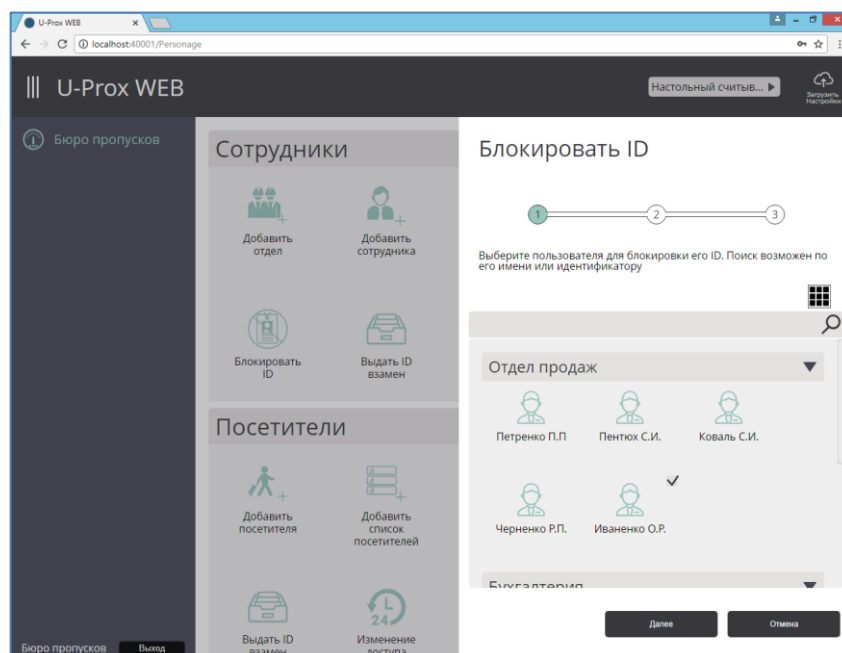 U-Prox WEB
localhost:40001/Personage
U-Prox WEB
Настольный считыв...
Загрузить
Настройки
Бюро пропусков
Сотрудники
Добавить
отдел
Добавить
сотрудника
Блокировать
ID
Выдать ID
взамен
Посетители
Добавить
посетителя
Добавить
список
посетителей
Выдать ID
взамен
24
Изменение
доступа
Бюро пропусков
Выход
Блокировать ID
1
2
3
Выберите пользователя для блокировки его ID. Поиск возможен по
его имени или идентификатору
Отдел продаж
Петренко П.П
Пентюх С.И.
Коваль С.И.
Черненко Р.П.
Иваненко О.Р.
Бухгалтерия
Далее
Отмена